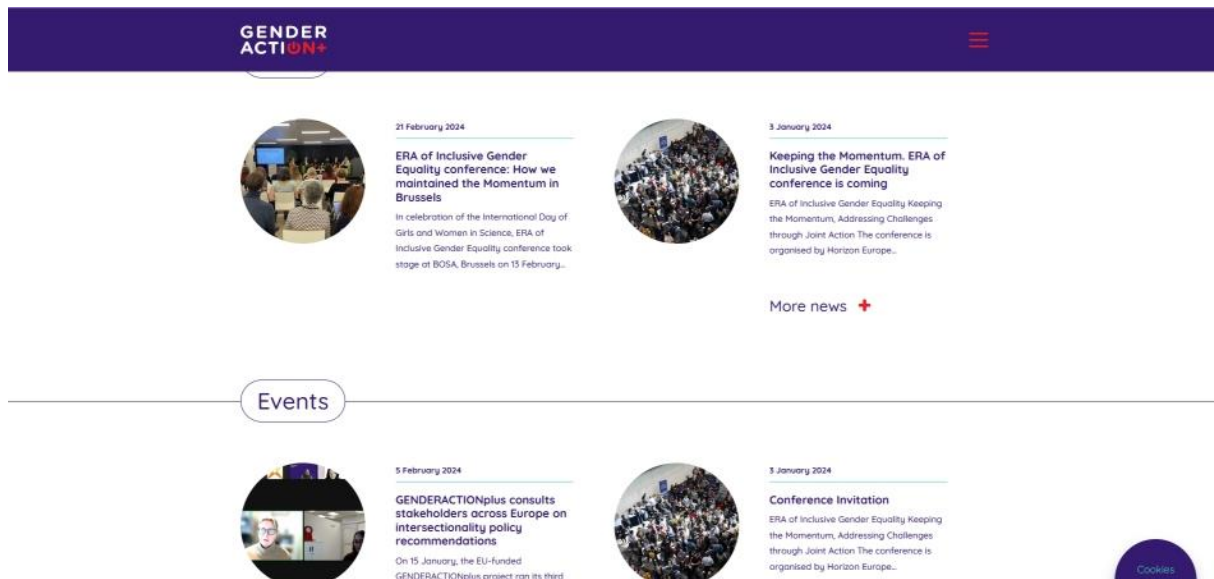 GENDER
ACTION+
21 February 2024
ERA of Inclusive Gender
Equality conference: How we
maintained the Momentum in
Brussels
In celebration of the International Day of
Girls and Women in Science, ERA of
Inclusive Gender Equality conference took
stage at BOSA, Brussels on 13 February...
3 January 2024
Keeping the Momentum. ERA of
Inclusive Gender Equality
conference is coming
ERA of Inclusive Gender Equality Keeping
the Momentum, Addressing Challenges
through Joint Action The conference is
organised by Horizon Europe...
More news +
Events
5 February 2024
GENDERACTIONplus consults
stakeholders across Europe on
intersectionality policy
recommendations
On 15 January, the EU-funded
GENDERACTIONplus project ran its third
3 January 2024
Conference Invitation
ERA of Inclusive Gender Equality Keeping
the Momentum, Addressing Challenges
through Joint Action The conference is
organised by Horizon Europe...
Cookies